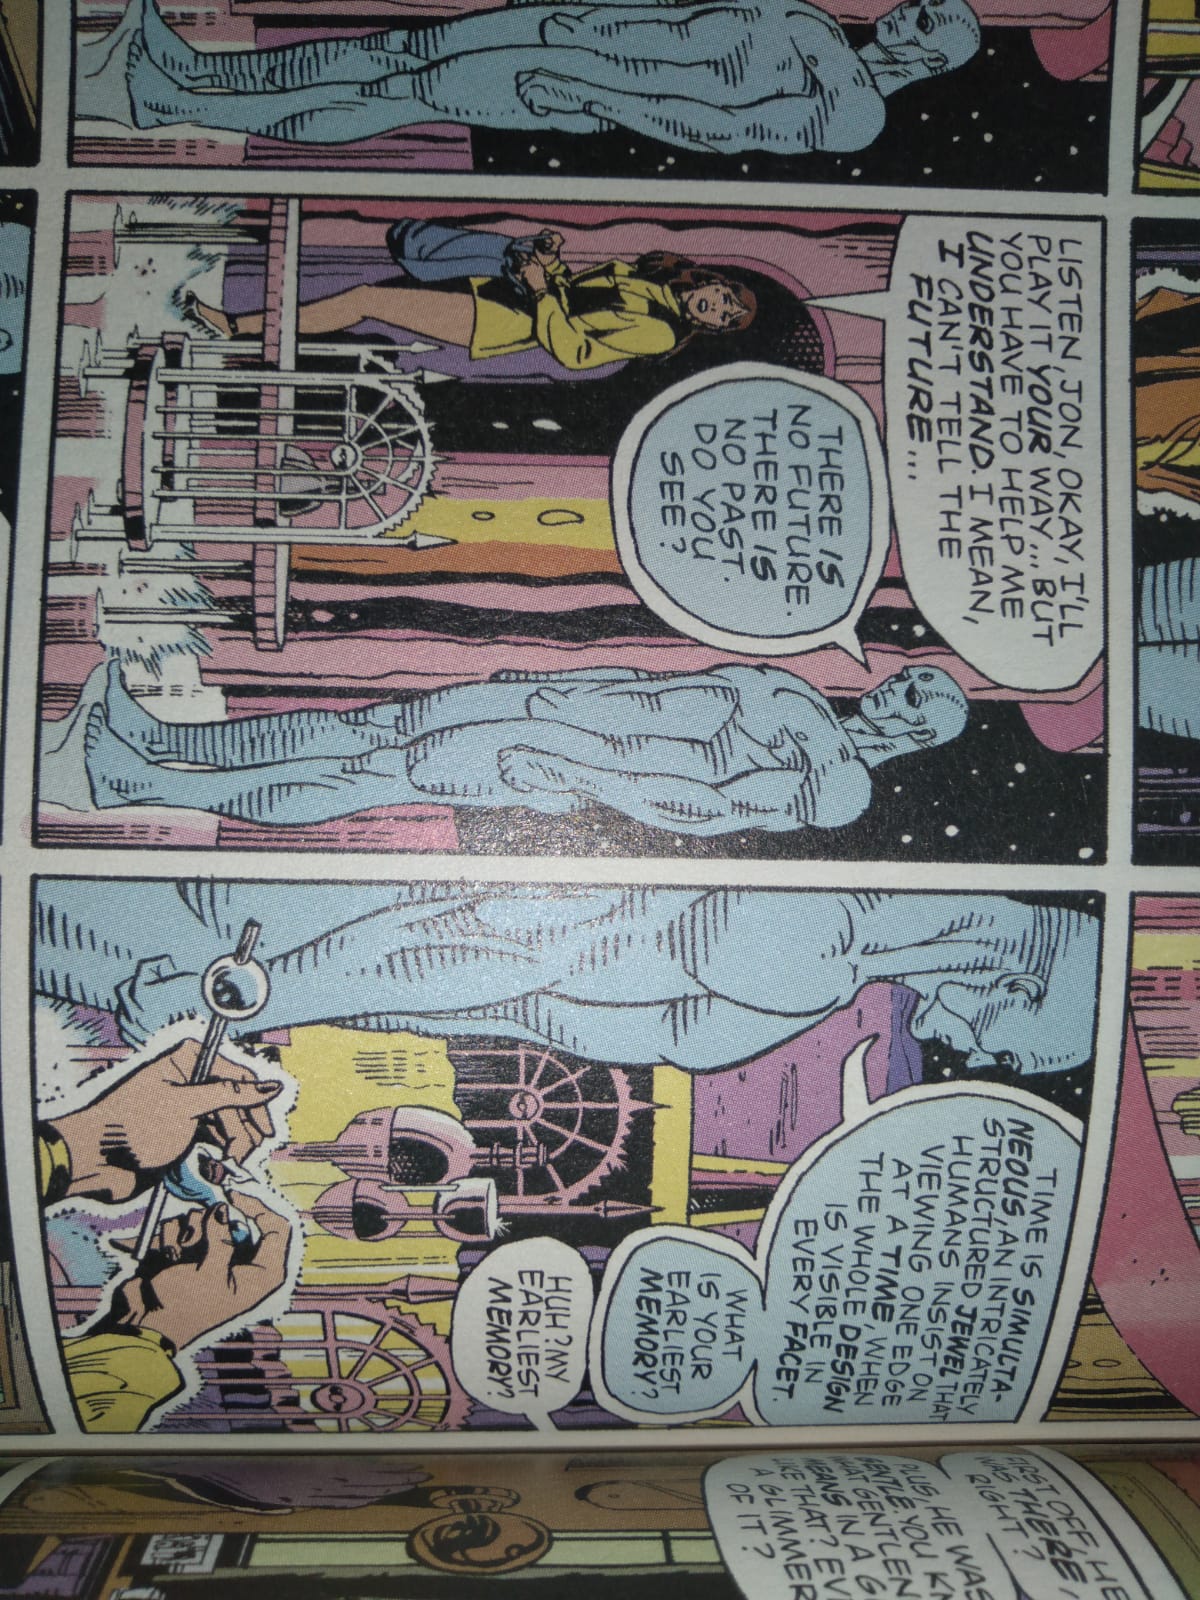 LISTEN, JON, OKAY, I'LL
PLAY IT YOUR WAY... BUT
YOU HAVE TO HELP ME
UNDERSTAND. I MEAN,
I CAN'T TELL THE
FUTURE...
THERE IS
NO FUTURE.
THERE IS
NO PAST.
DO YOU
SEE?
TIME IS SIMULTA-
NEOUS, AN INTRICATELY
STRUCTURED JEWEL THAT
HUMANS INSIST ON
VIEWING ONE EDGE
AT A TIME, WHEN
THE WHOLE DESIGN
IS VISIBLE IN
EVERY FACET.
WHAT
IS YOUR
EARLIEST
MEMORY?
HUH? MY
EARLIEST
MEMORY?
FIRST OFF, HE
WAS THERE,
RIGHT?
PLUS, HE WAS
GENTLE. YOU
WHAT GENTLEN
MEANS IN A
LIKE THAT?
A GLIMMER
OF IT?